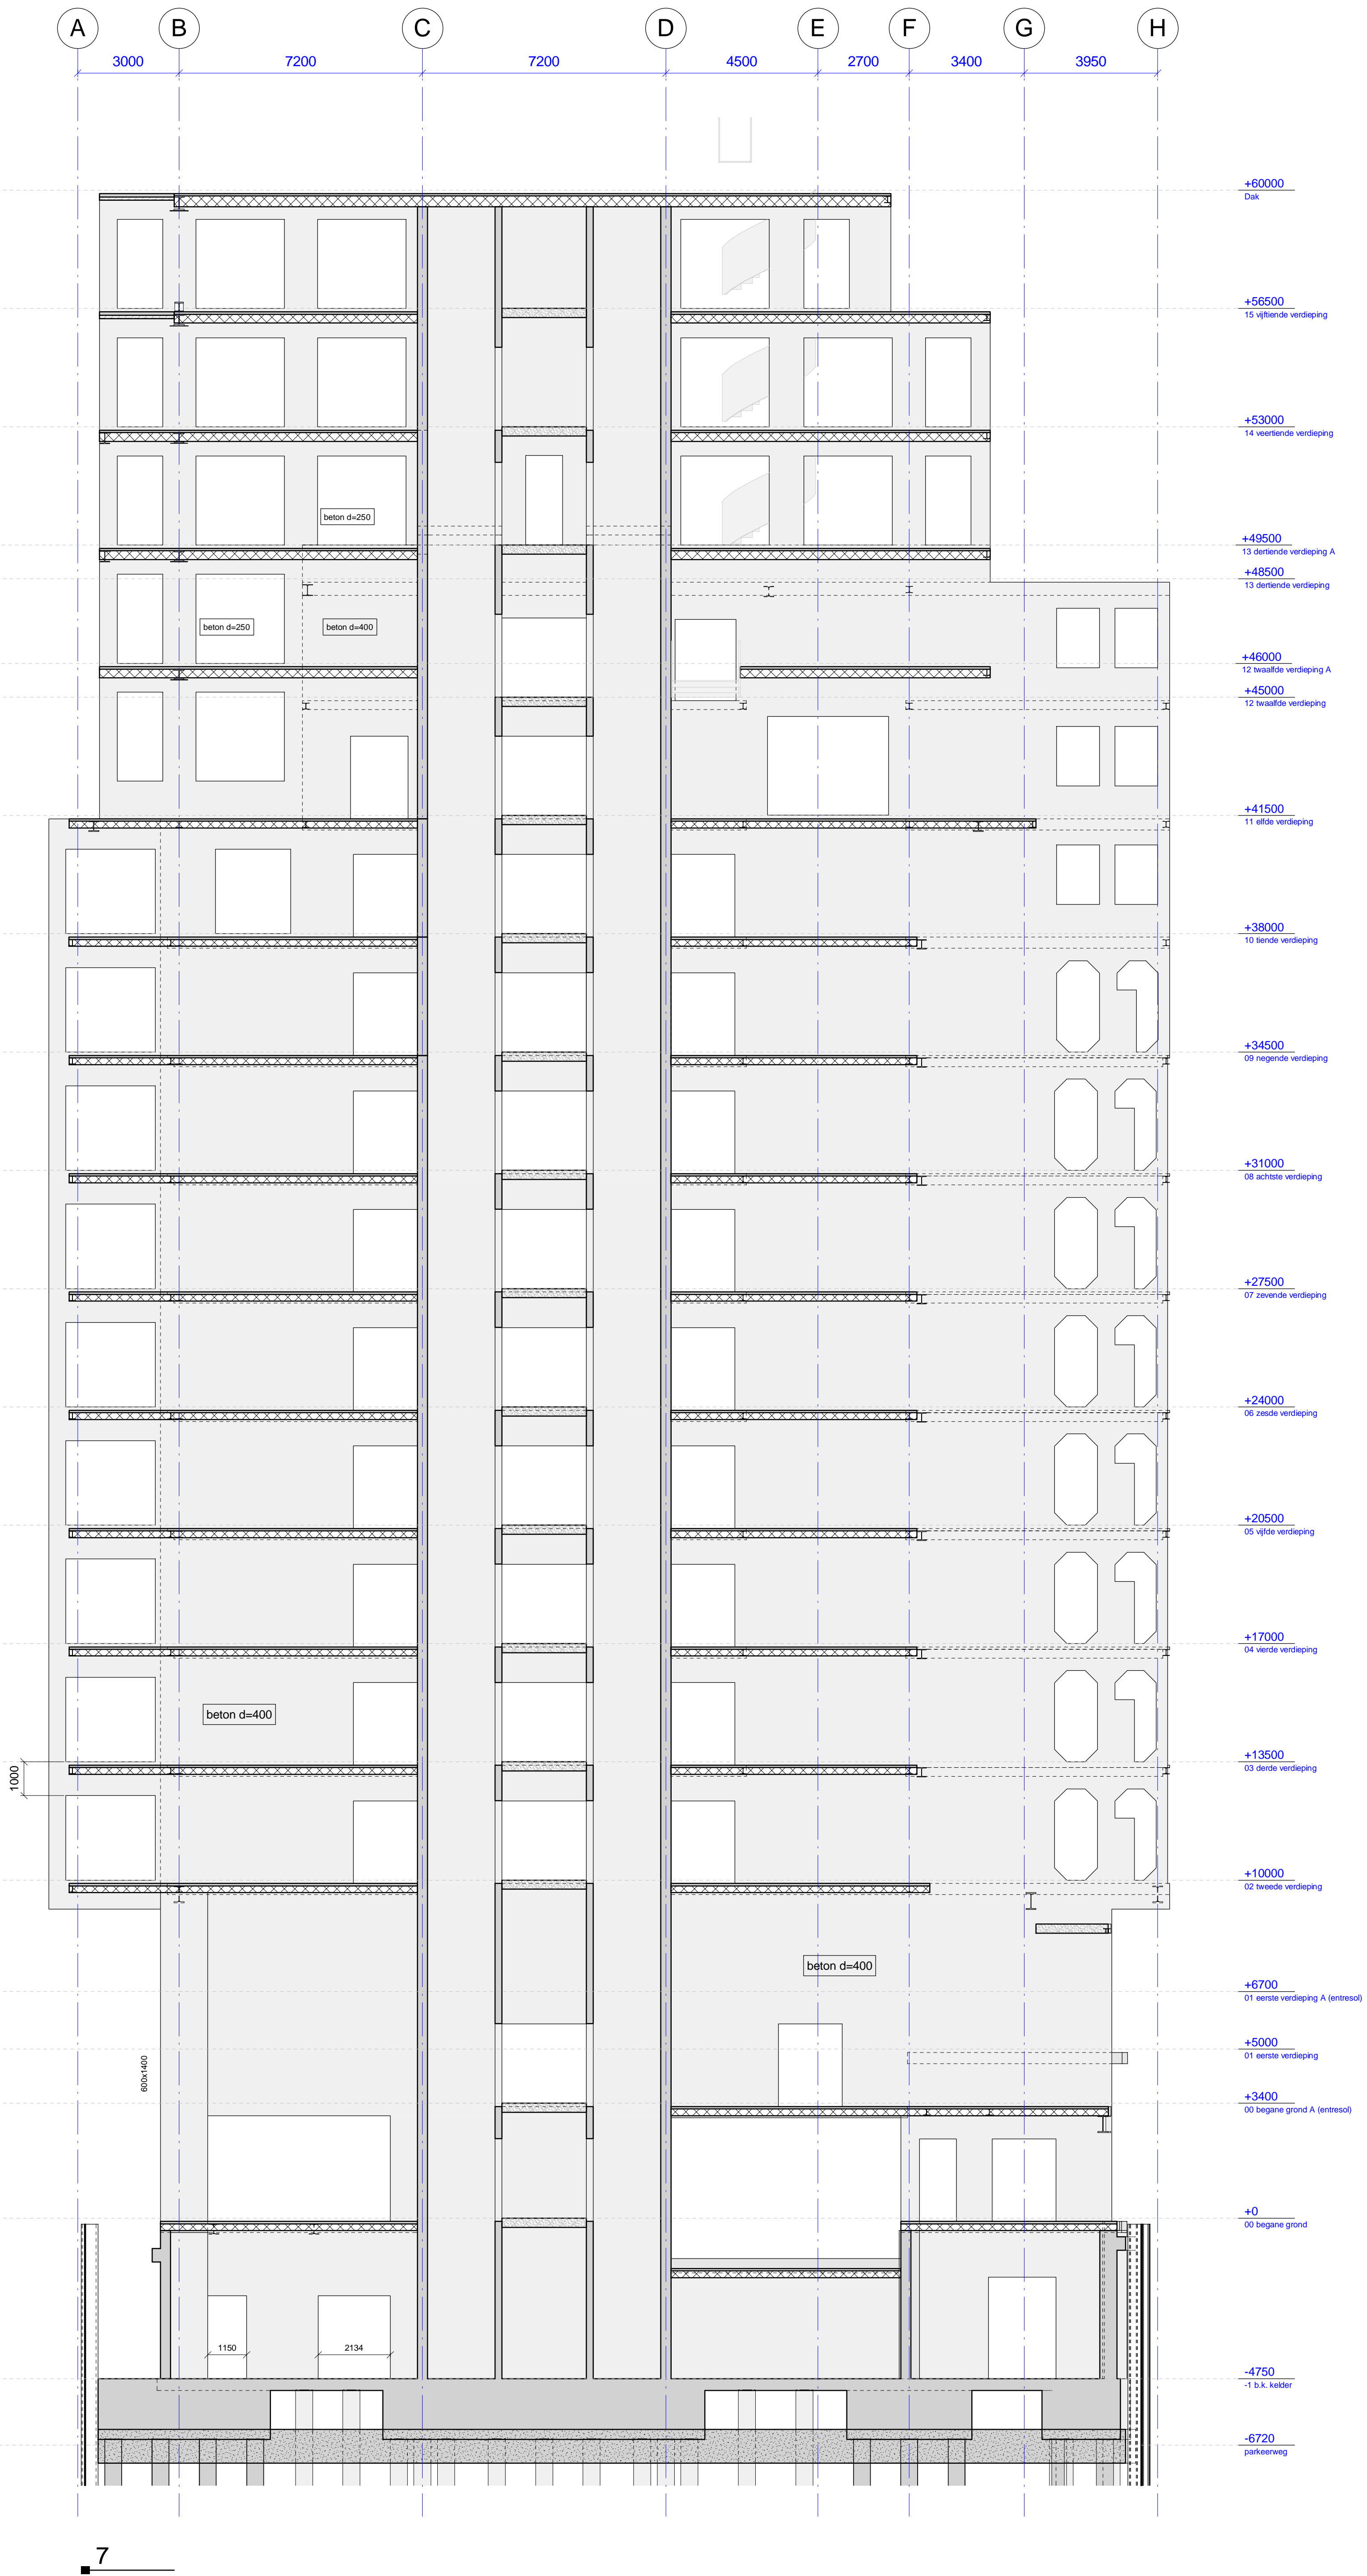 A B C D E F G H
3000 7200 7200 4500 2700 3400 3950
+60000
Dak
+56500
15 vijftiende verdieping
+53000
14 veertiende verdieping
beton d=250
+49500
13 dertiende verdieping A
+48500
13 dertiende verdieping
beton d=250
beton d=400
+46000
12 twaalfde verdieping A
+45000
12 twaalfde verdieping
+41500
11 elfde verdieping
+38000
10 tiende verdieping
+34500
09 negende verdieping
+31000
08 achtste verdieping
+27500
07 zevende verdieping
+24000
06 zesde verdieping
+20500
05 vijfde verdieping
+17000
04 vierde verdieping
beton d=400
+13500
03 derde verdieping
1000
+10000
02 tweede verdieping
beton d=400
+6700
01 eerste verdieping A (entresol)
+5000
01 eerste verdieping
600x1400
+3400
00 begane grond A (entresol)
+0
00 begane grond
1150
2134
-4750
-1 b.k. kelder
-6720
parkeerweg
7